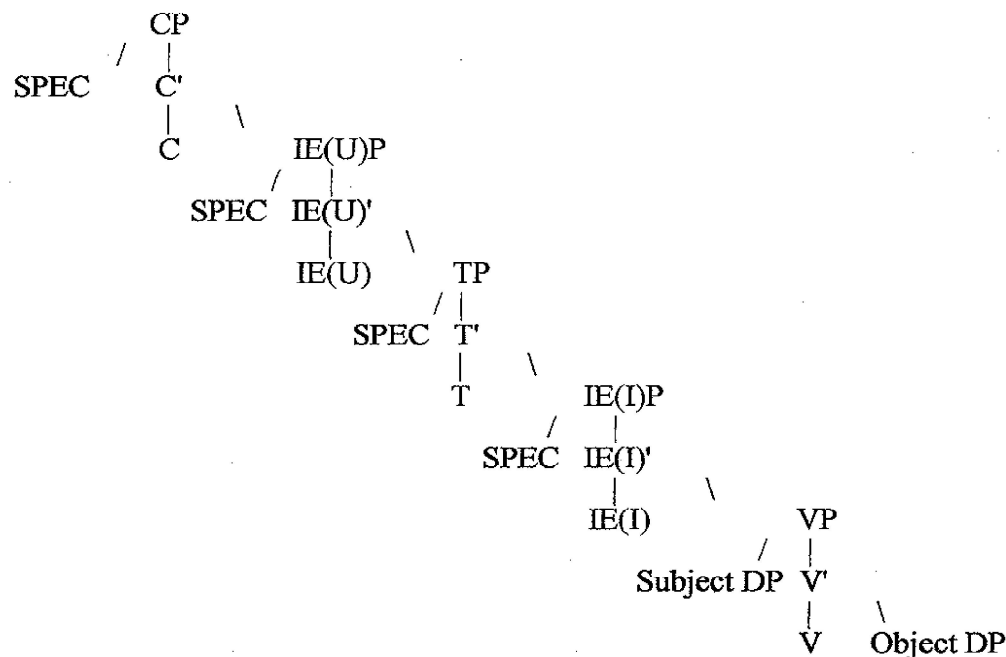 CP
SPEC C'
C IE(U)P
SPEC IE(U)'
IE(U) TP
SPEC T'
T IE(I)P
SPEC IE(I)'
IE(I) VP
Subject DP V'
V Object DP